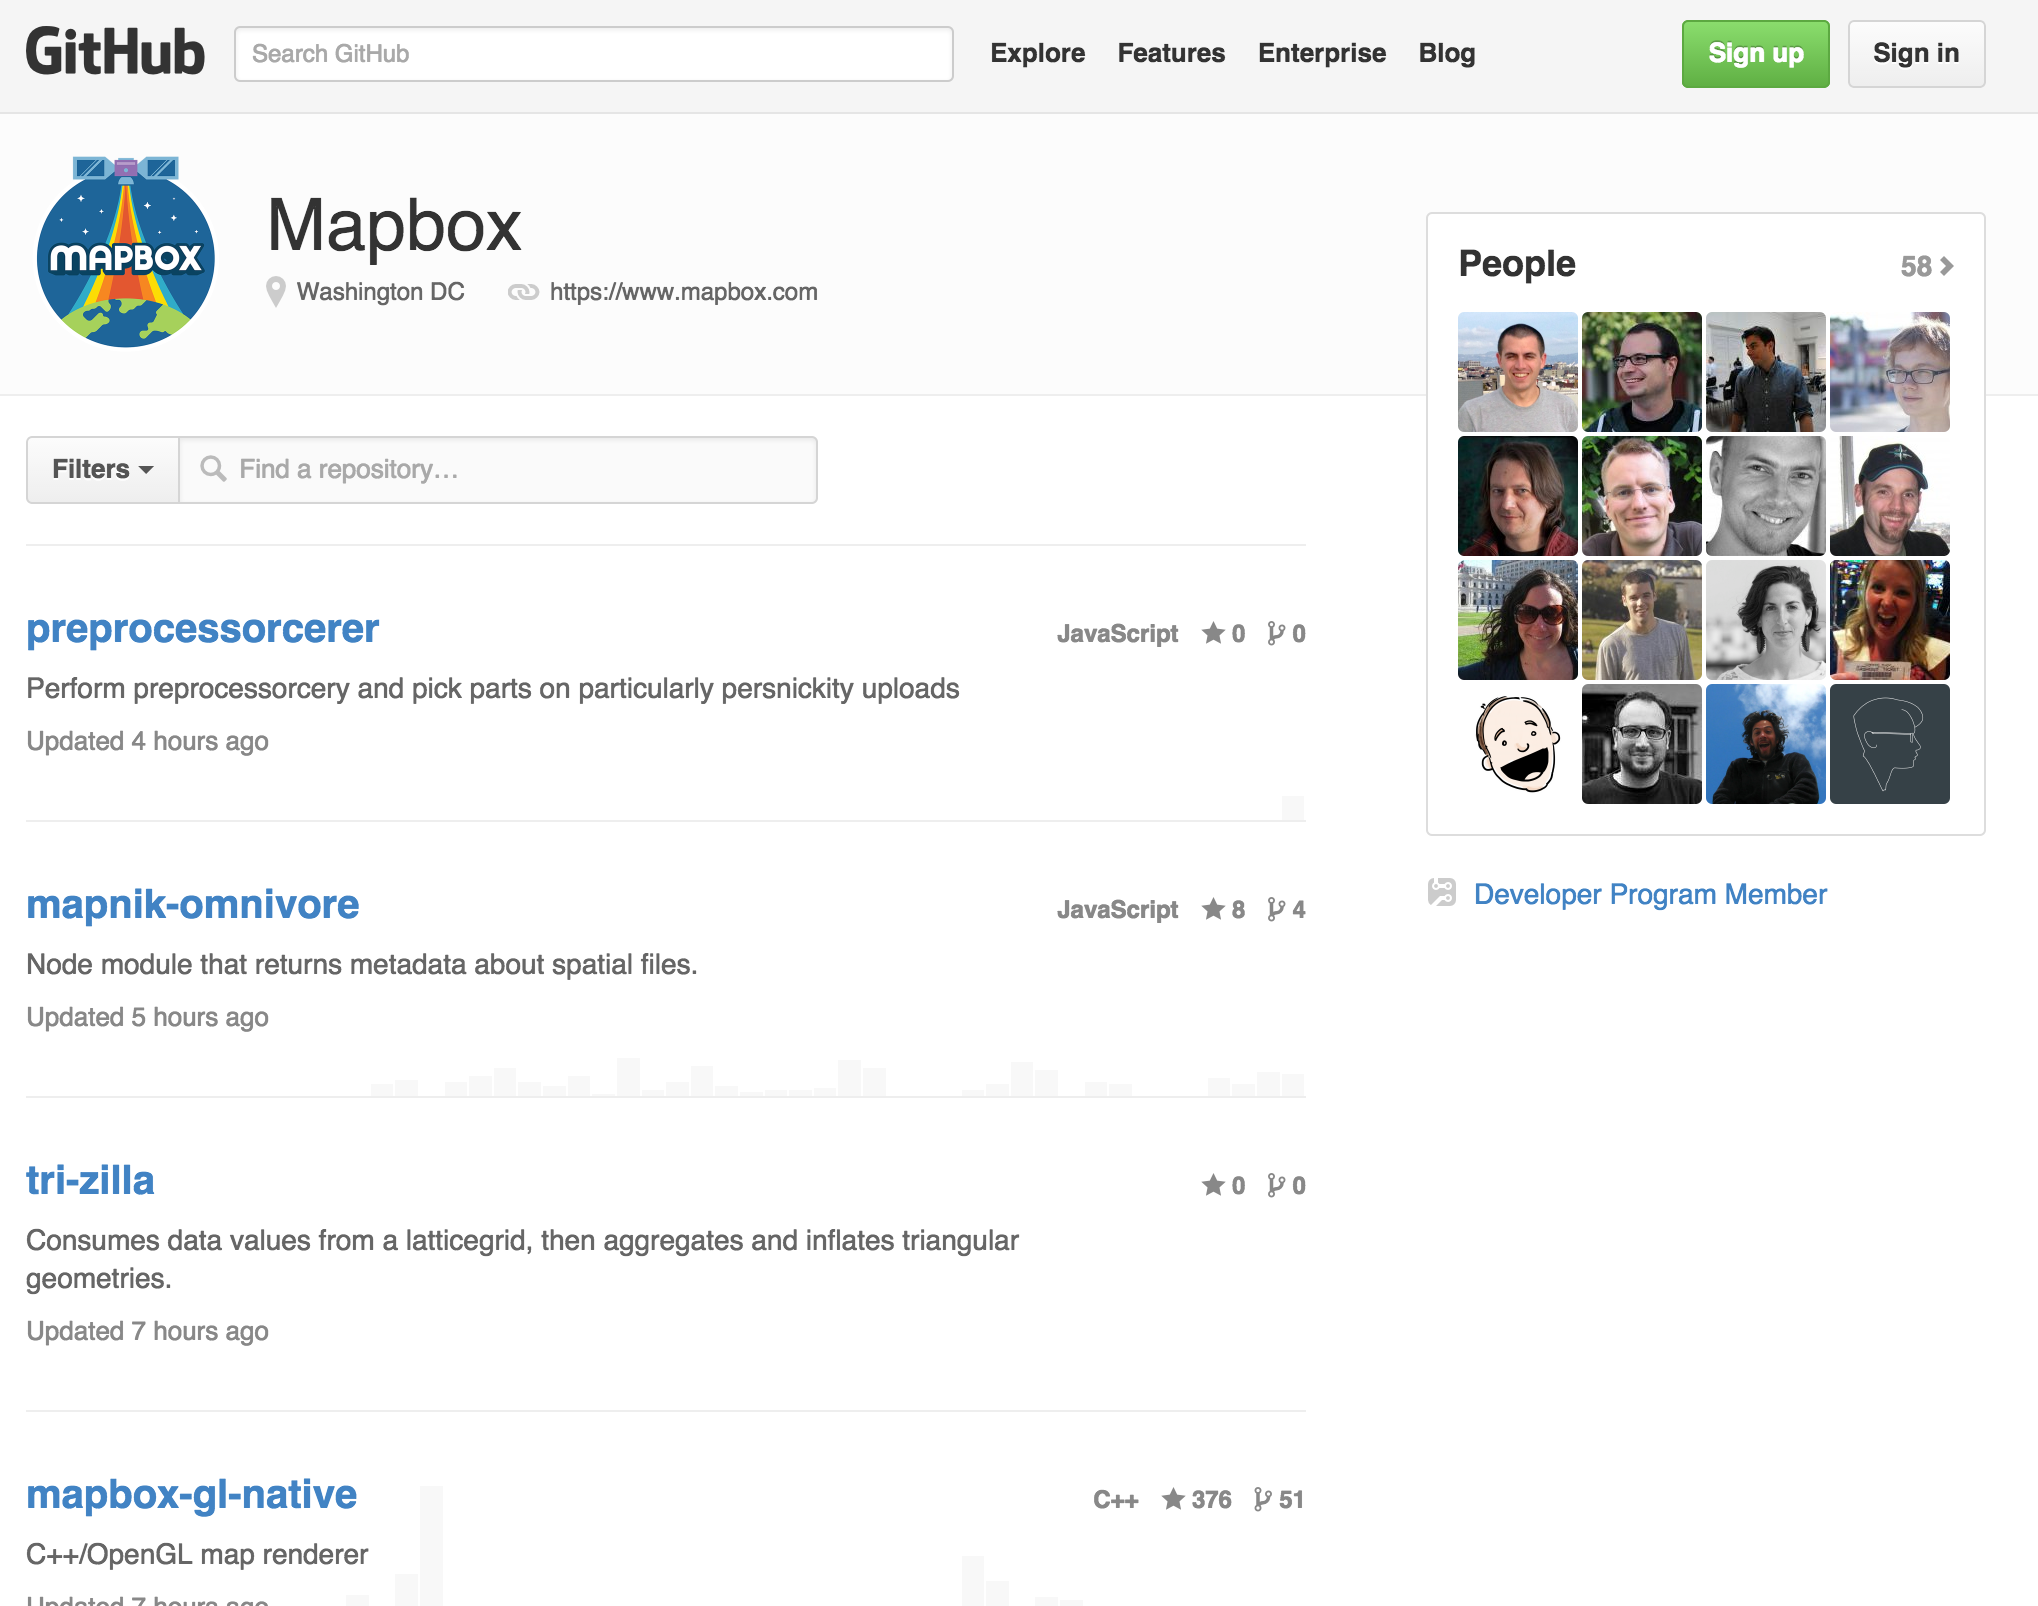 GitHub
Search GitHub
Explore Features Enterprise Blog
Sign up
Sign in
MAPBOX
Mapbox
Washington DC https://www.mapbox.com
People 58
Filters Find a repository…
preprocessorcerer
JavaScript 0 0
Perform preprocessorcery and pick parts on particularly persnickity uploads
Updated 4 hours ago
mapnik-omnivore
JavaScript 8 4
Node module that returns metadata about spatial files.
Updated 5 hours ago
Developer Program Member
tri-zilla
0 0
Consumes data values from a latticegrid, then aggregates and inflates triangular
geometries.
Updated 7 hours ago
mapbox-gl-native
C++ 376 51
C++/OpenGL map renderer
Updated 7 hours ago